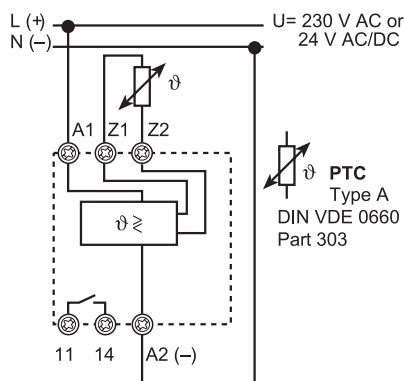 L (+)
U= 230 V AC or
N (–)
24 V AC/DC
ϑ
A1 Z1 Z2
ϑ PTC
Type A
DIN VDE 0660
Part 303
ϑ ≷
11 14 A2 (–)